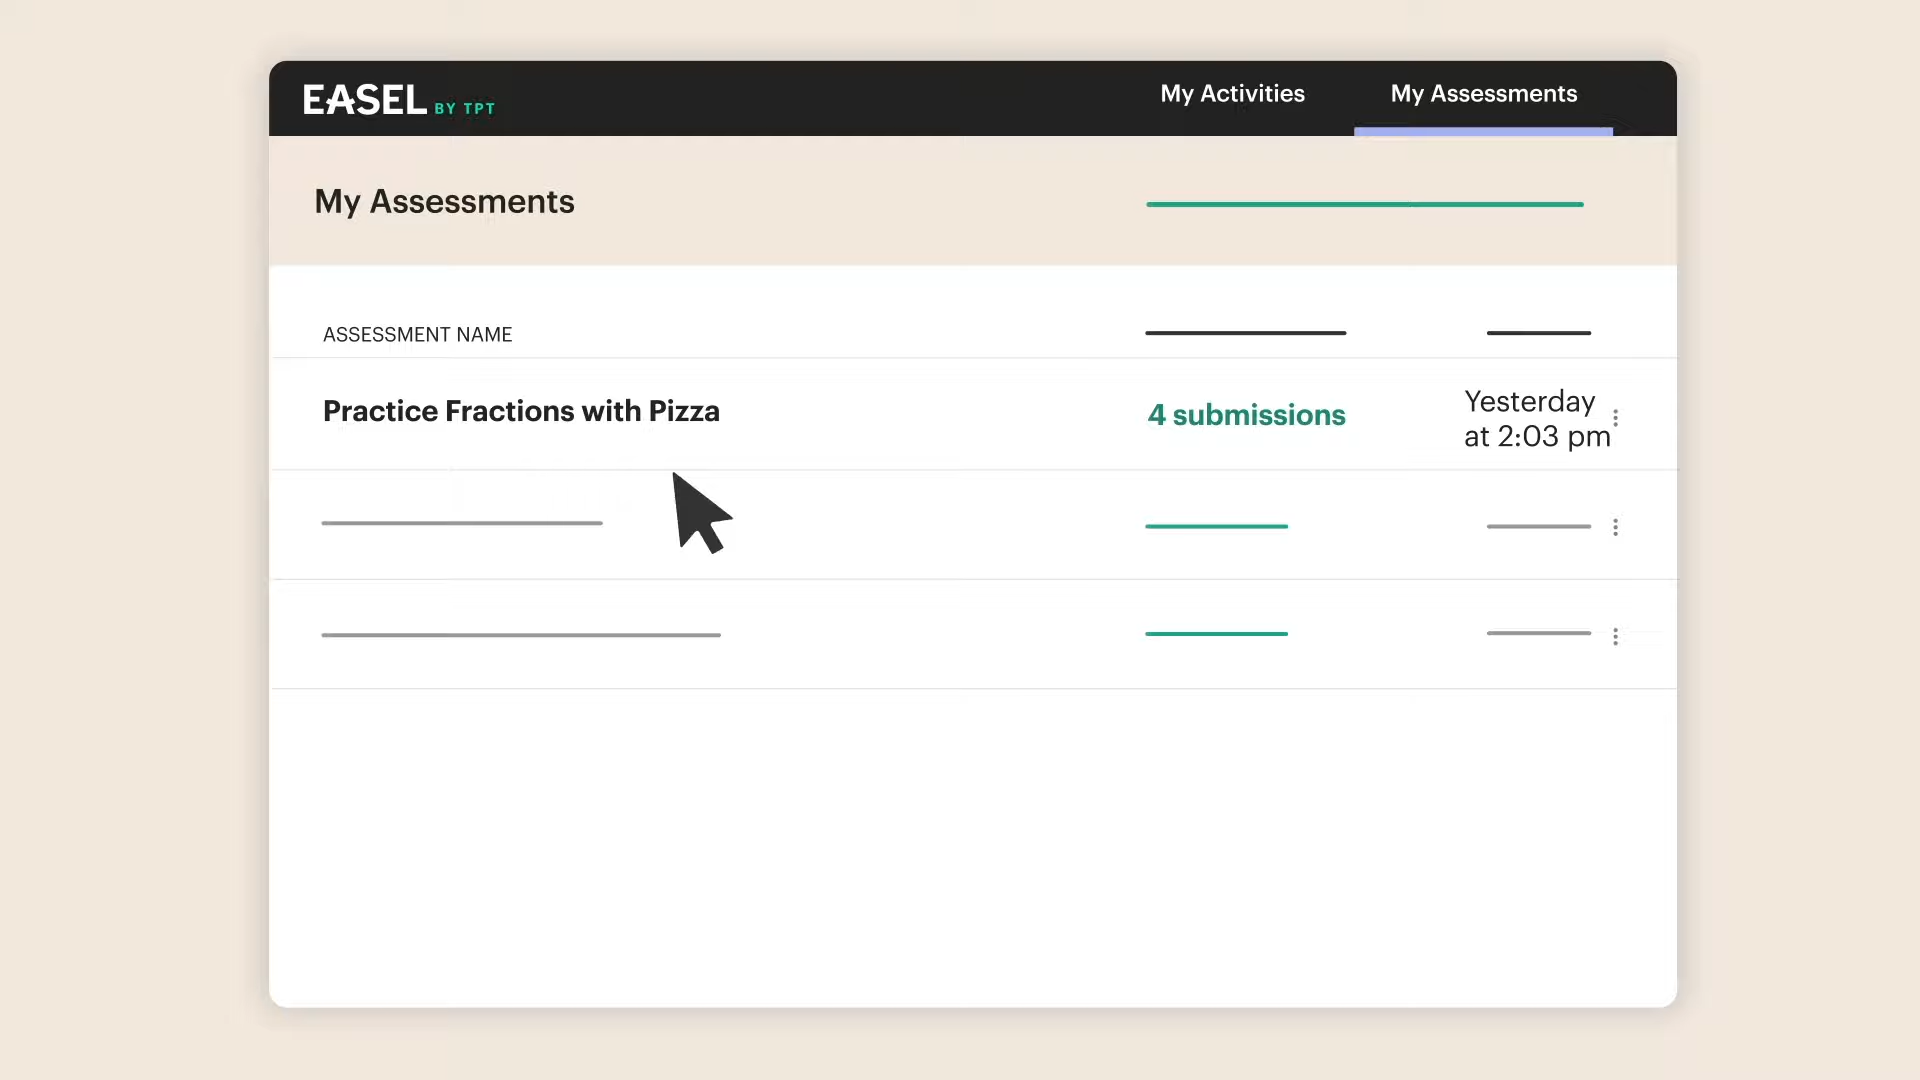 EASEL BY TPT
My Activities
My Assessments
My Assessments
ASSESSMENT NAME
Practice Fractions with Pizza
4 submissions
Yesterday
at 2:03 pm